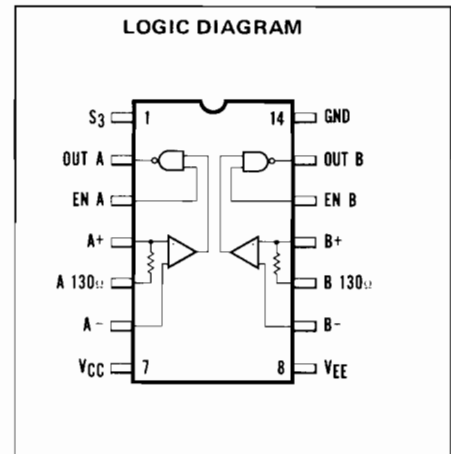 LOGIC DIAGRAM
S3 1 14 GND
OUT A OUT B
EN A EN B
A+ B+
A 130Ω B 130Ω
A- B-
VCC 7 8 VEE